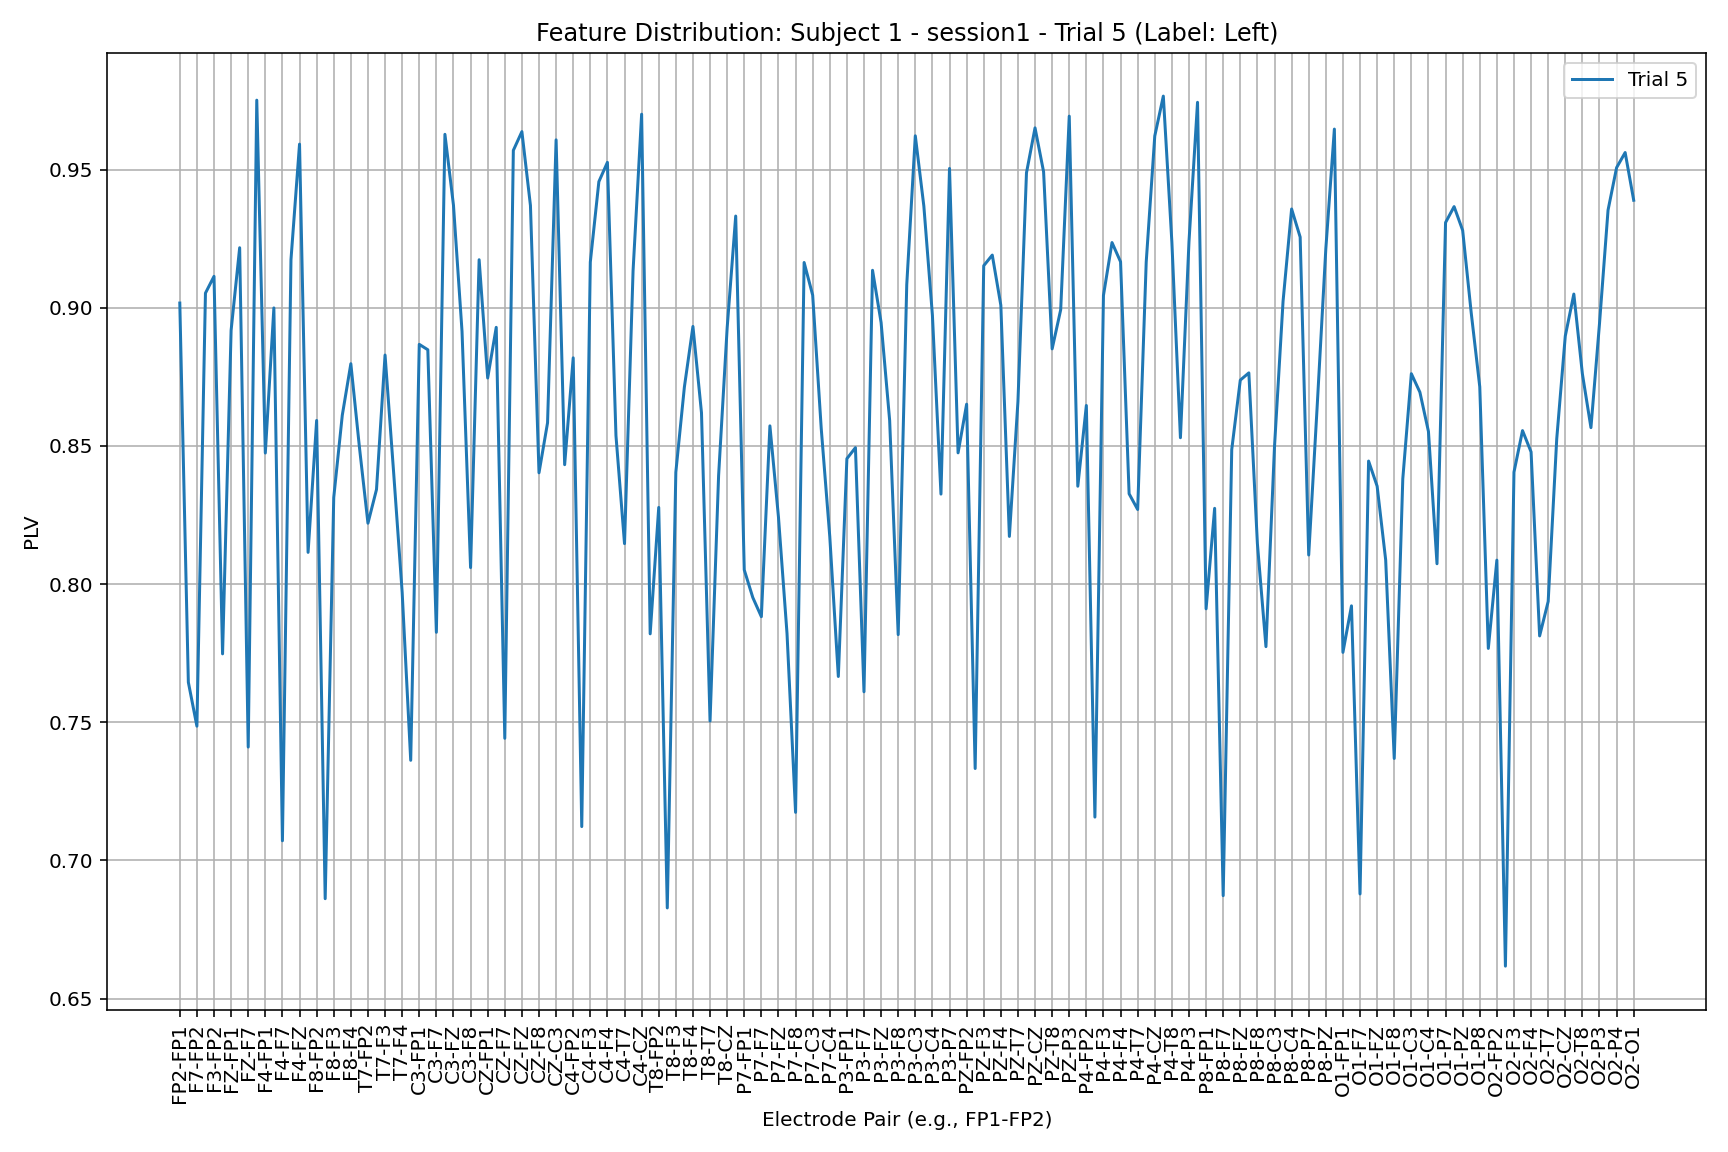 Feature Distribution: Subject 1 - session1 - Trial 5 (Label: Left)
Trial 5
PLV
0.95
0.90
0.85
0.80
0.75
0.70
0.65
FP2-FP1
F7-FP2
F3-FP2
FZ-FP1
FZ-F7
F4-FP1
F4-F7
F4-FZ
F8-FP2
F8-F3
F8-F4
T7-FP2
T7-F3
T7-F4
C3-FP1
C3-F7
C3-FZ
C3-F8
CZ-FP1
CZ-F7
CZ-FZ
CZ-F8
CZ-C3
C4-FP2
C4-F3
C4-F4
C4-T7
C4-CZ
T8-FP2
T8-F3
T8-F4
T8-T7
T8-CZ
P7-FP1
P7-F7
P7-FZ
P7-F8
P7-C3
P7-C4
P3-FP1
P3-F7
P3-FZ
P3-F8
P3-C3
P3-C4
P3-P7
PZ-FP2
PZ-F3
PZ-F4
PZ-T7
PZ-CZ
PZ-T8
PZ-P3
P4-FP2
P4-F3
P4-F4
P4-T7
P4-CZ
P4-T8
P4-P3
P8-FP1
P8-F7
P8-FZ
P8-F8
P8-C3
P8-C4
P8-P7
P8-PZ
O1-FP1
O1-F7
O1-FZ
O1-F8
O1-C3
O1-C4
O1-P7
O1-PZ
O1-P8
O2-FP2
O2-F3
O2-F4
O2-T7
O2-CZ
O2-T8
O2-P3
O2-P4
O2-O1
Electrode Pair (e.g., FP1-FP2)